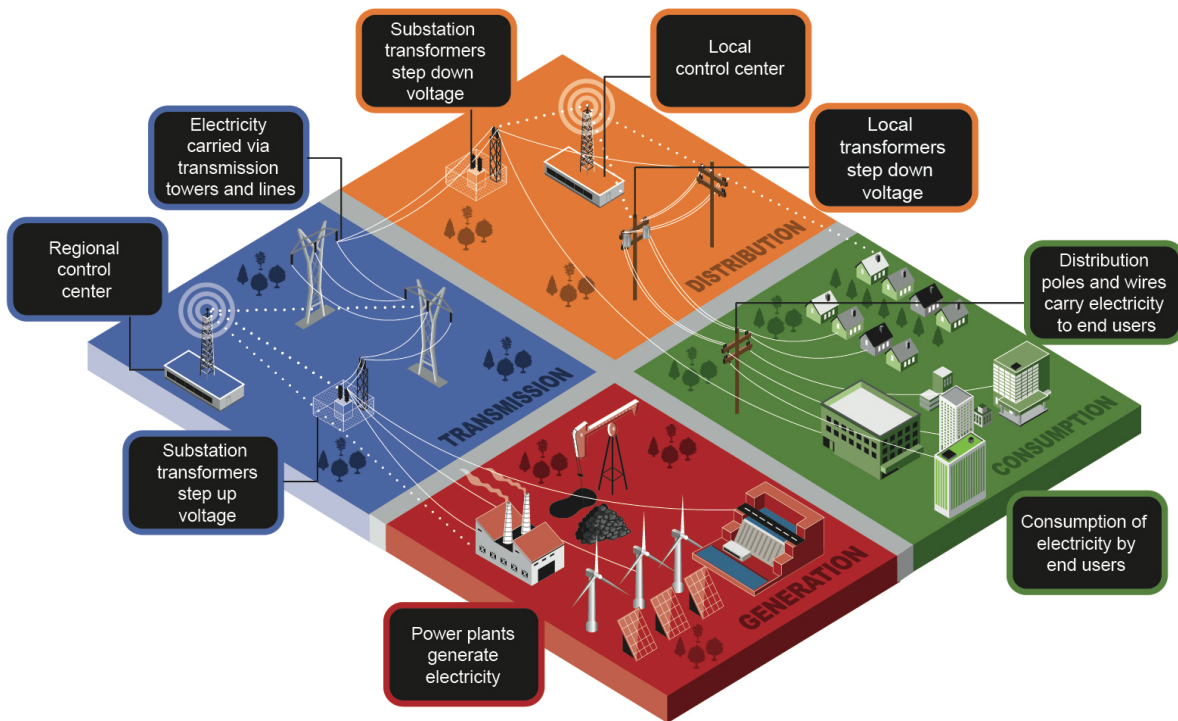 Substation
transformers
step down
voltage
Local
control center
Electricity
carried via
transmission
towers and lines
Local
transformers
step down
voltage
Regional
control
center
DISTRIBUTION
Distribution
poles and wires
carry electricity
to end users
TRANSMISSION
CONSUMPTION
Substation
transformers
step up
voltage
Consumption of
electricity by
end users
GENERATION
Power plants
generate
electricity